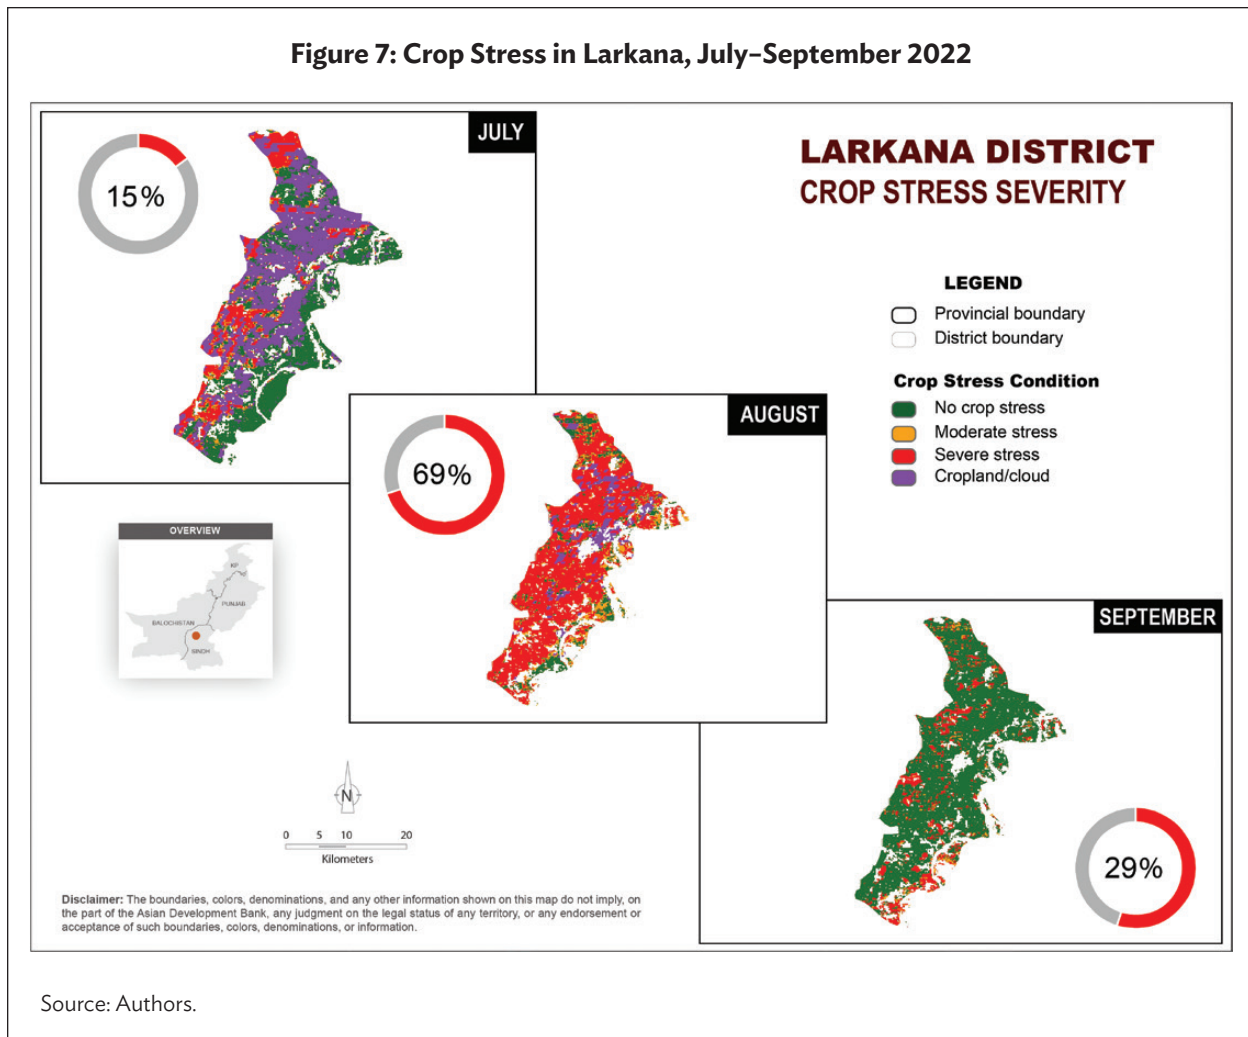 Figure 7: Crop Stress in Larkana, July–September 2022
JULY
15%
LARKANA DISTRICT
CROP STRESS SEVERITY
LEGEND
Provincial boundary
District boundary
Crop Stress Condition
No crop stress
Moderate stress
Severe stress
Cropland/cloud
AUGUST
69%
OVERVIEW
KP
PUNJAB
BALOCHISTAN
SINDH
SEPTEMBER
29%
N
0 5 10 20
Kilometers
Disclaimer: The boundaries, colors, denominations, and any other information shown on this map do not imply, on
the part of the Asian Development Bank, any judgment on the legal status of any territory, or any endorsement or
acceptance of such boundaries, colors, denominations, or information.
Source: Authors.